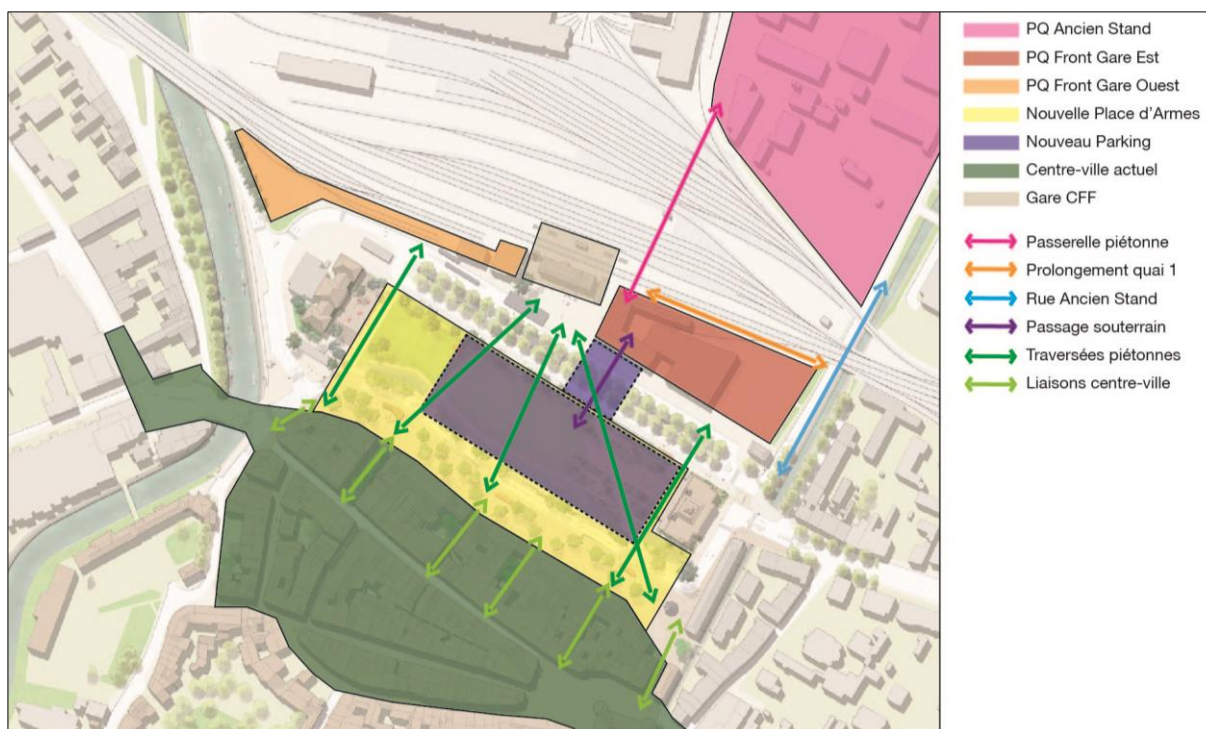 PQ Ancien Stand
PQ Front Gare Est
PQ Front Gare Ouest
Nouvelle Place d'Armes
Nouveau Parking
Centre-ville actuel
Gare CFF
Passerelle piétonne
Prolongement quai 1
Rue Ancien Stand
Passage souterrain
Traversées piétonnes
Liaisons centre-ville